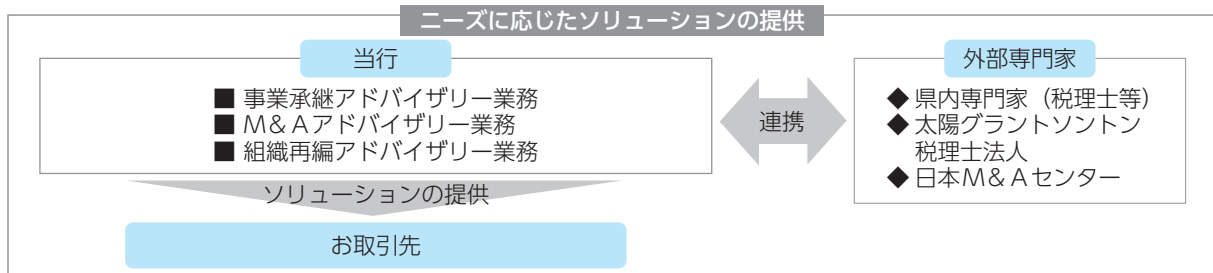 ニーズに応じたソリューションの提供
当行
■ 事業承継アドバイザリー業務
■ M&Aアドバイザリー業務
■ 組織再編アドバイザリー業務
ソリューションの提供
お取引先
連携
外部専門家
◆ 県内専門家（税理士等）
◆ 太陽グラントソントン
税理士法人
◆ 日本M&Aセンター